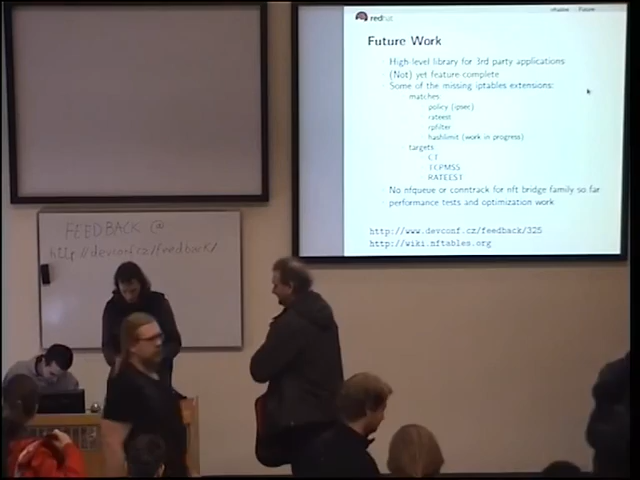 redhat
nftables Future
Future Work
High level library for 3rd party applications
(Not) yet feature complete
Some of the missing iptables extensions:
matches
policy (ipsec)
rateest
rpfilter
hashlimit (work in progress)
targets
CT
TCPMSS
RATEEST
No nfqueue or conntrack for nft bridge family so far
performance tests and optimization work
http://www.devconf.cz/feedback/325
http://wiki.nftables.org
FEEDBACK @
http://devconf.cz/feedback/